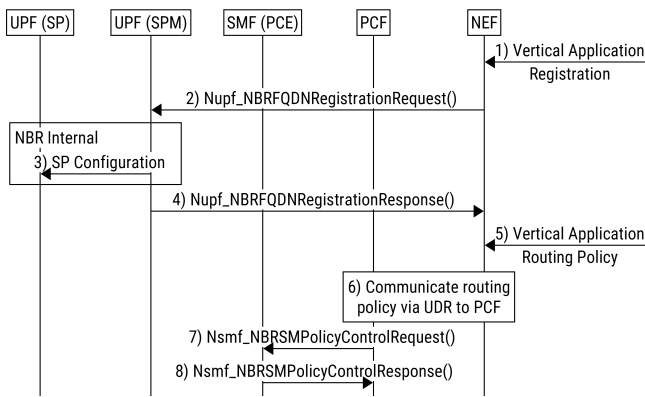 UPF (SP) UPF (SPM) SMF (PCE) PCF NEF
1) Vertical Application
Registration
2) Nupf_NBRFQDNRegistrationRequest()
NBR Internal
3) SP Configuration
4) Nupf_NBRFQDNRegistrationResponse()
5) Vertical Application
Routing Policy
6) Communicate routing
policy via UDR to PCF
7) Nsmf_NBRSMPolicyControlRequest()
8) Nsmf_NBRSMPolicyControlResponse()